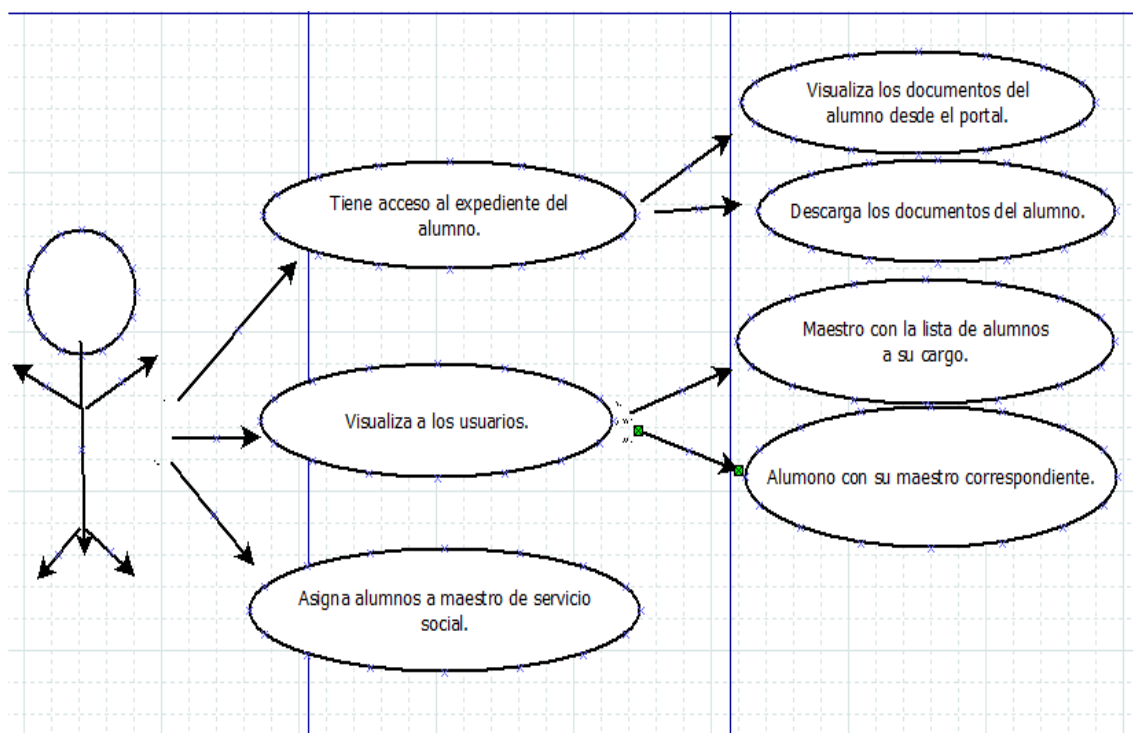 Visualiza los documentos del
alumno desde el portal.
Tiene acceso al expediente del
alumno.
Descarga los documentos del alumno.
Maestro con la lista de alumnos
a su cargo.
Visualiza a los usuarios.
Alumono con su maestro correspondiente.
Asigna alumnos a maestro de servicio
social.